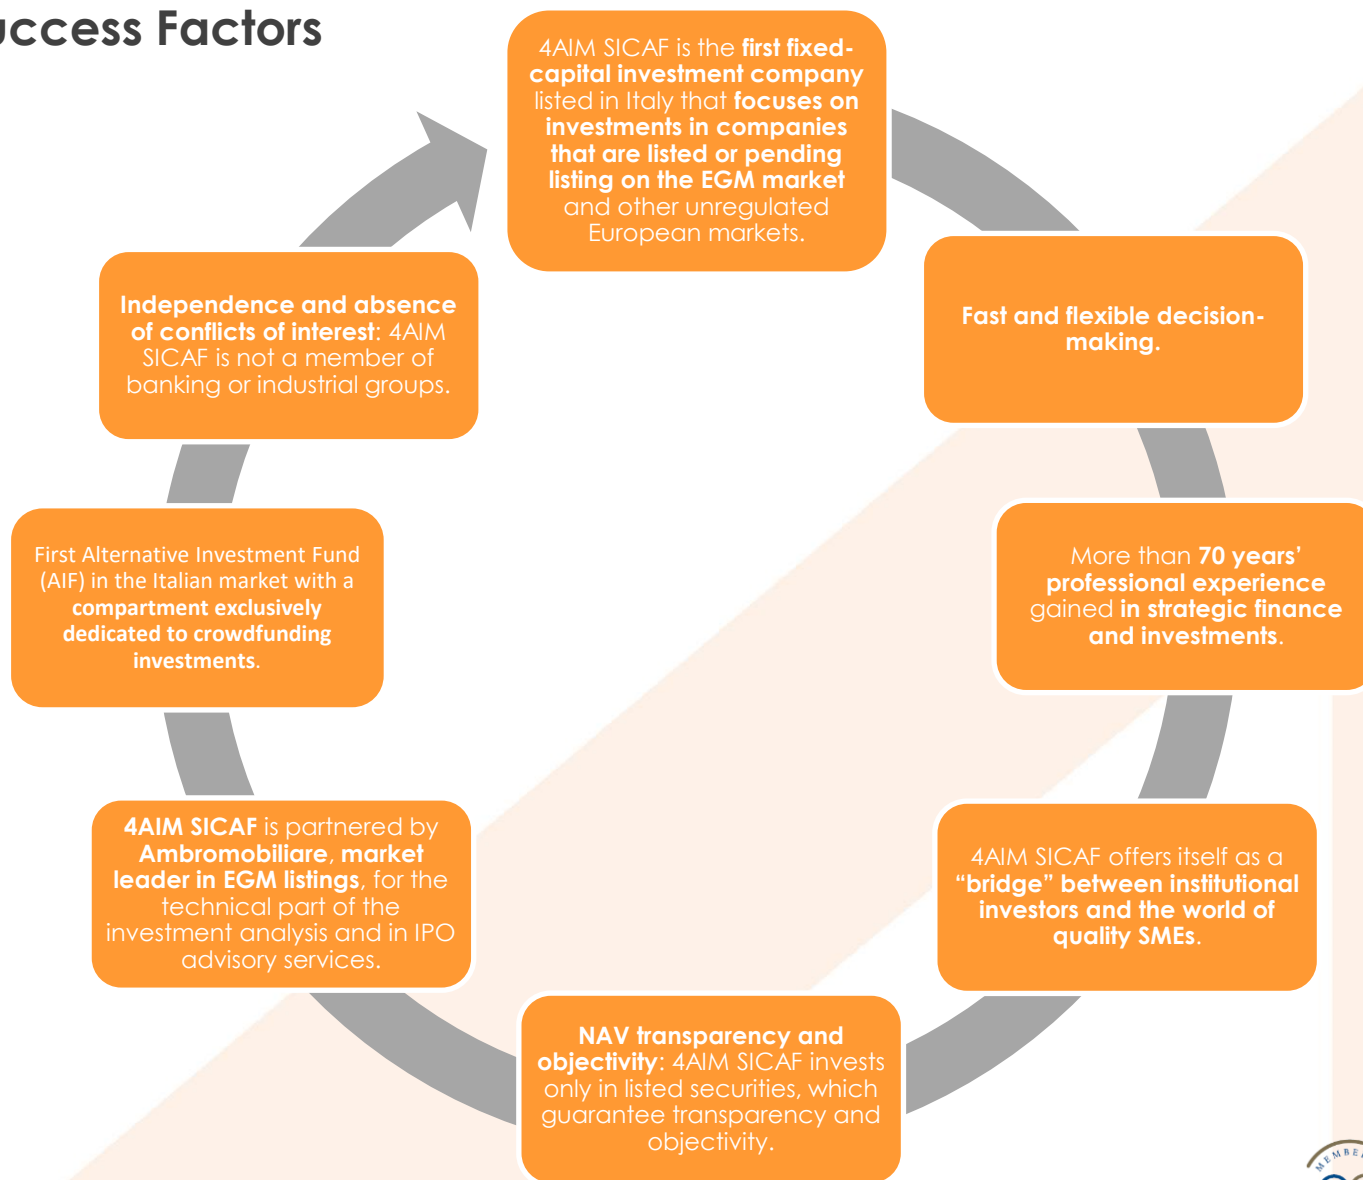 uccess Factors
4AIM SICAF is the first fixed-
capital investment company
listed in Italy that focuses on
investments in companies
that are listed or pending
listing on the EGM market
and other unregulated
European markets.
Fast and flexible decision-
making.
More than 70 years’
professional experience
gained in strategic finance
and investments.
4AIM SICAF offers itself as a
“bridge” between institutional
investors and the world of
quality SMEs.
NAV transparency and
objectivity: 4AIM SICAF invests
only in listed securities, which
guarantee transparency and
objectivity.
4AIM SICAF is partnered by
Ambromobiliare, market
leader in EGM listings, for the
technical part of the
investment analysis and in IPO
advisory services.
First Alternative Investment Fund
(AIF) in the Italian market with a
compartment exclusively
dedicated to crowdfunding
investments.
Independence and absence
of conflicts of interest: 4AIM
SICAF is not a member of
banking or industrial groups.
MEMBE